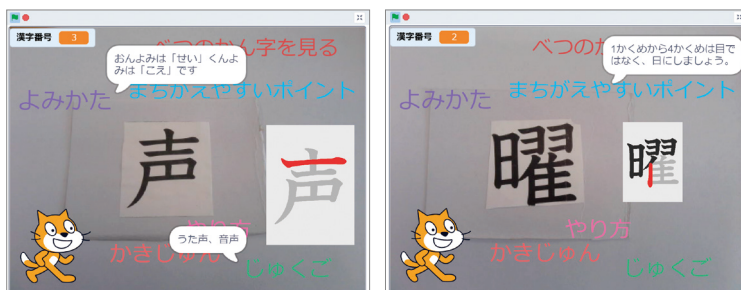 漢字番号 3
べつのかん字を見る
おんよみは「せい」くんよ
みは「こえ」です
よみかた
まちがえやすいポイント
声
声
やり方
うた声、音声
かきじゅん
じゅくご
漢字番号 2
べつのか
1かくめから4かくめは目で
はなく、日にしましょう。
よみかた
まちがえやすいポイント
曜
曜
やり方
かきじゅん
じゅくご